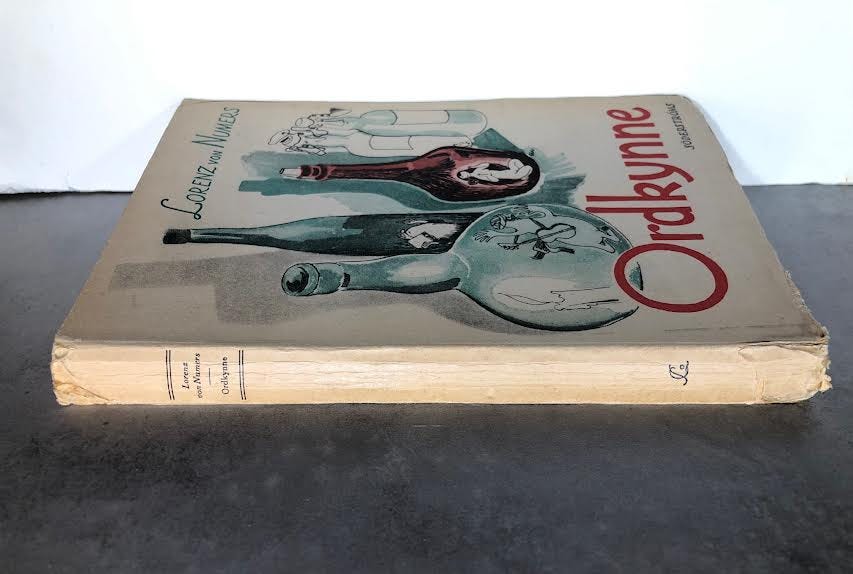 LORENZ VON NUMERS
Ordkynne
SÖDERSTRÖMS
Lorenz
von Numers
Ordkynne